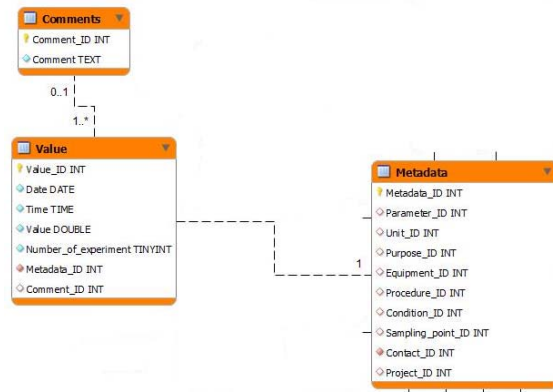 Comments
Comment_ID INT
Comment TEXT
0..1
1..*
Value
Value_ID INT
Date DATE
Time TIME
Value DOUBLE
Number_of_experiment TINYINT
Metadata_ID INT
Comment_ID INT
1
Metadata
Metadata_ID INT
Parameter_ID INT
Unit_ID INT
Purpose_ID INT
Equipment_ID INT
Procedure_ID INT
Condition_ID INT
Sampling_point_ID INT
Contact_ID INT
Project_ID INT